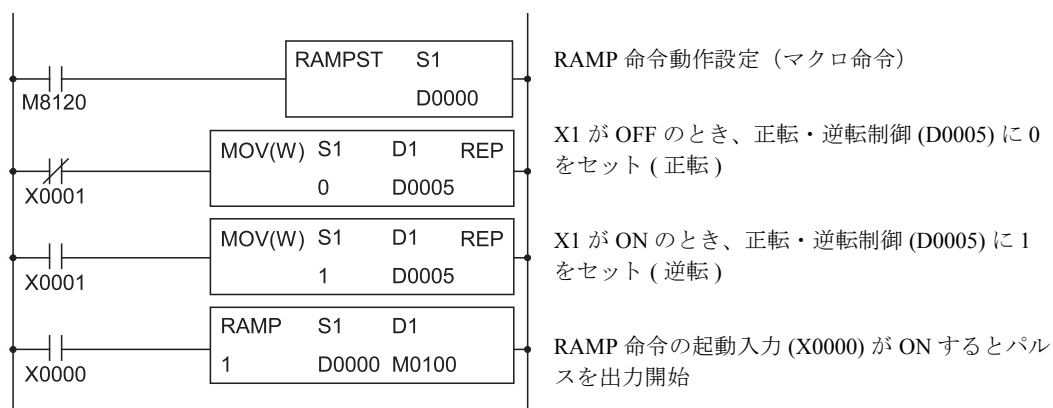 RAMPST S1
D0000
M8120
RAMP 命令動作設定（マクロ命令）
MOV(W) S1 D1 REP
0 D0005
X0001
X1 が OFF のとき、正転・逆転制御 (D0005) に 0
をセット ( 正転 )
MOV(W) S1 D1 REP
1 D0005
X0001
X1 が ON のとき、正転・逆転制御 (D0005) に 1
をセット ( 逆転 )
RAMP S1 D1
1 D0000 M0100
X0000
RAMP 命令の起動入力 (X0000) が ON するとパル
スを出力開始